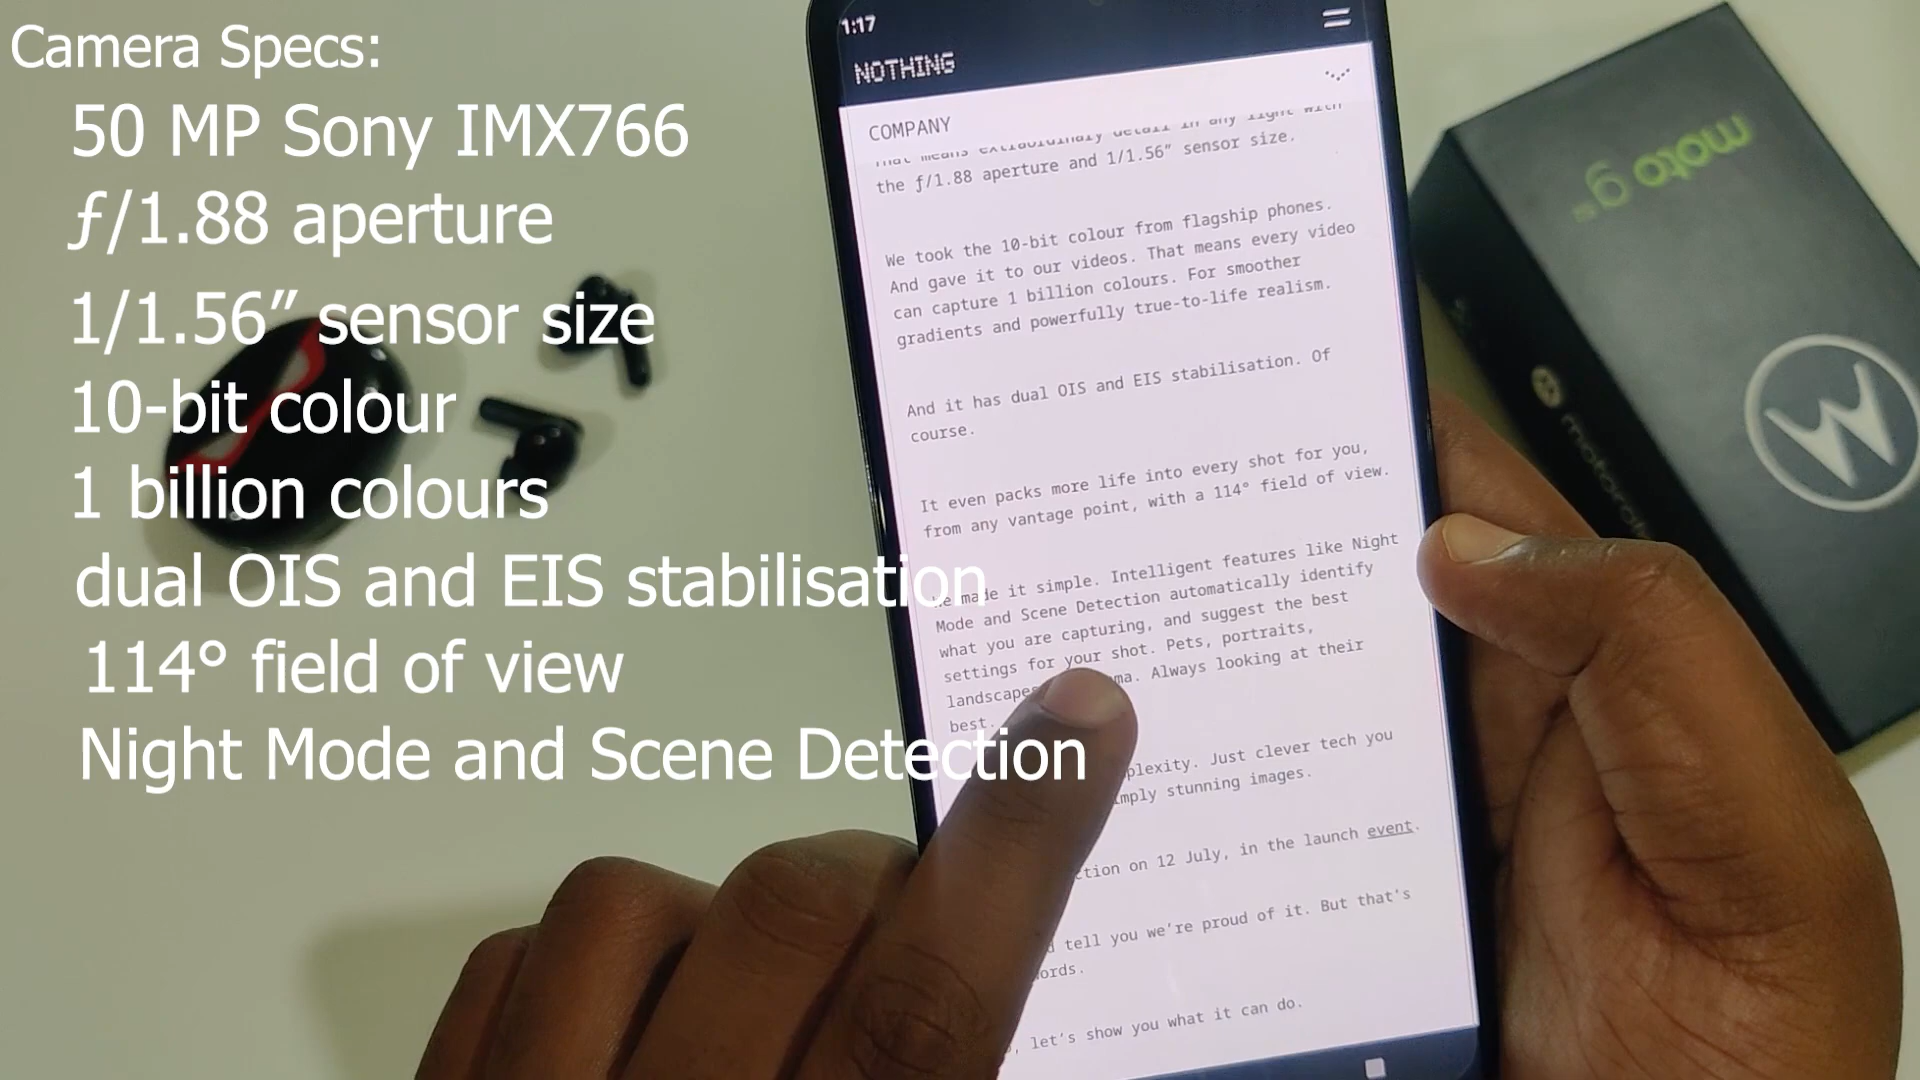 Camera Specs:
50 MP Sony IMX766
ƒ/1.88 aperture
1/1.56” sensor size
10-bit colour
1 billion colours
dual OIS and EIS stabilisation
114° field of view
Night Mode and Scene Detection
1:17
NOTHING
COMPANY
That means extraordinary detail in any light with
the ƒ/1.88 aperture and 1/1.56” sensor size.
We took the 10-bit colour from flagship phones.
And gave it to our videos. That means every video
can capture 1 billion colours. For smoother
gradients and powerfully true-to-life realism.
And it has dual OIS and EIS stabilisation. Of
course.
It even packs more life into every shot for you,
from any vantage point, with a 114° field of view.
made it simple. Intelligent features like Night
Mode and Scene Detection automatically identify
what you are capturing, and suggest the best
settings for your shot. Pets, portraits,
landscapes Always looking at their
best.
Just clever tech you
stunning images.
on 12 July, in the launch event.
tell you we're proud of it. But that's
let's show you what it can do.
moto g
motorola